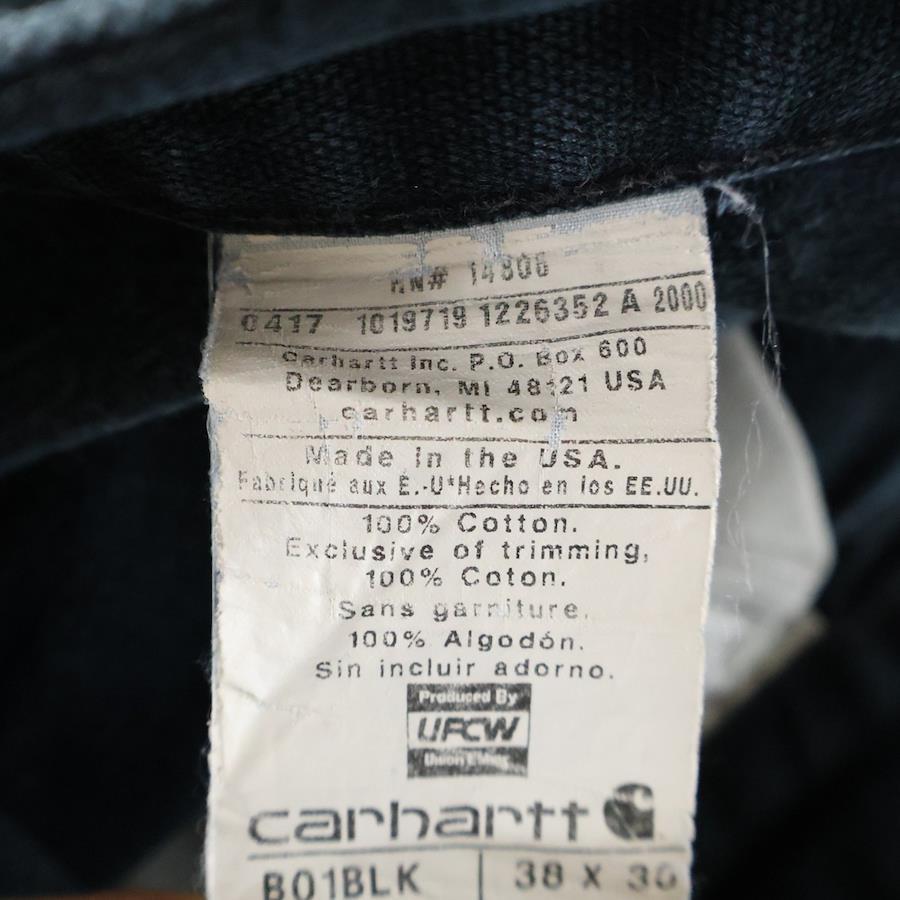 RN# 14806
0417 1019719 1226352 A 2000
Carhartt Inc. P.O. Box 600
Dearborn, MI 48121 USA
carhartt.com
Made in the USA.
Fabriqué aux É.-U*Hecho en los EE.UU.
100% Cotton.
Exclusive of trimming,
100% Coton.
Sans garniture.
100% Algodón.
Sin incluir adorno.
Produced By
UFCW
carhartt
B01BLK 38 X 30